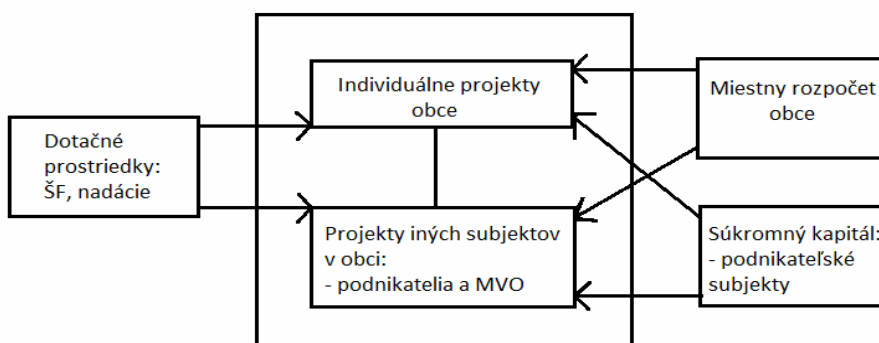 Individuálne projekty
obce
Miestny rozpočet
obce
Dotačné
prostriedky:
ŠF, nadácie
Projekty iných subjektov
v obci:
- podnikatelia a MVO
Súkromný kapitál:
- podnikateľské
subjekty